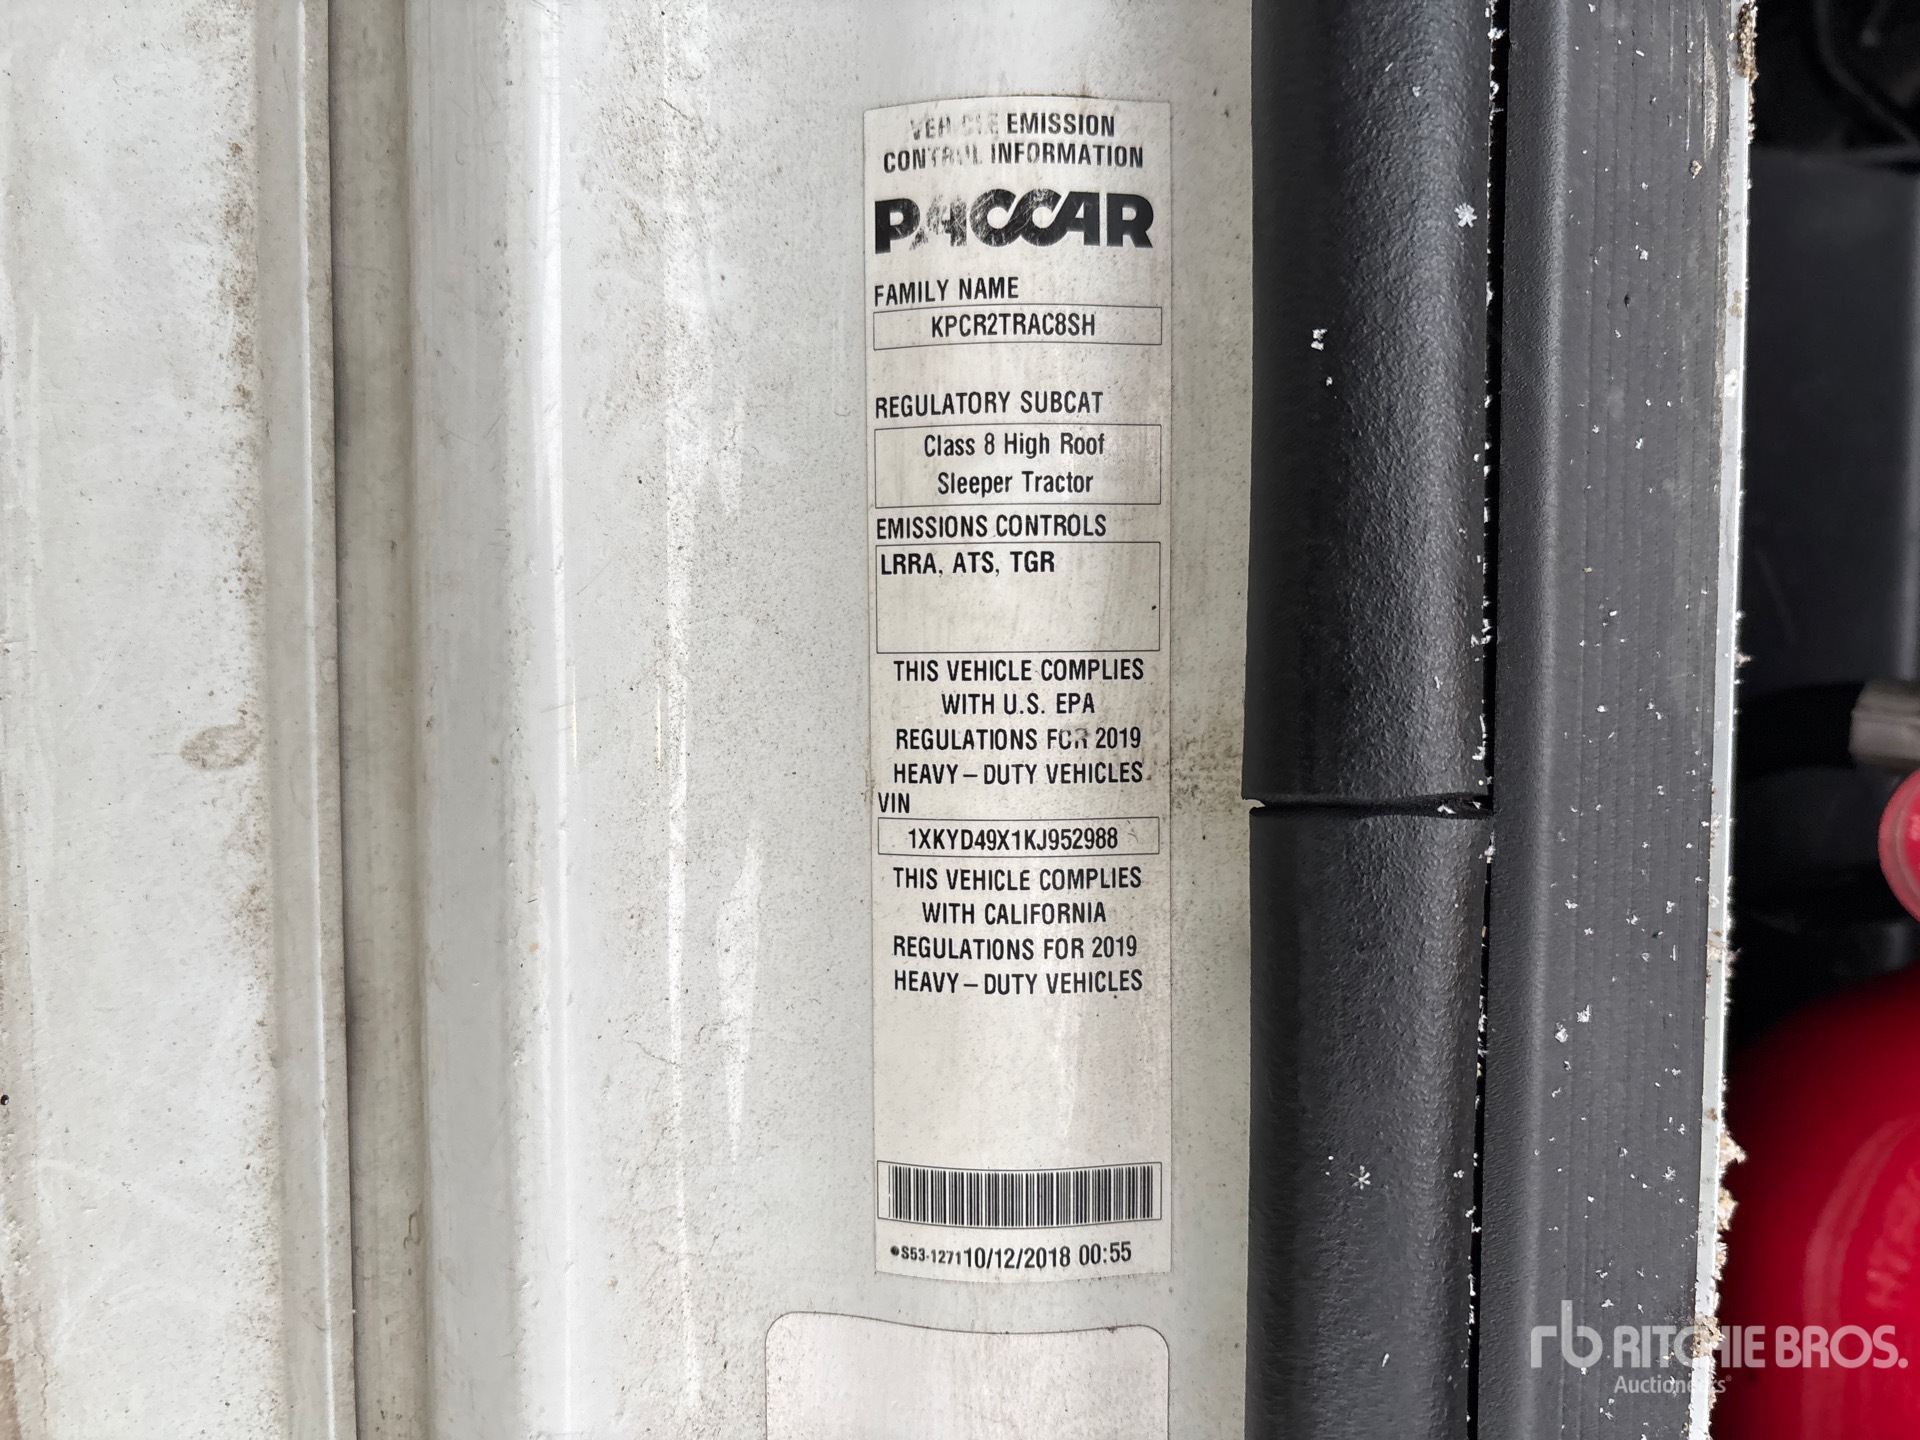 VEHICLE EMISSION
CONTROL INFORMATION
PACCAR
FAMILY NAME
KPCR2TRAC8SH
REGULATORY SUBCAT
Class 8 High Roof
Sleeper Tractor
EMISSIONS CONTROLS
LRRA, ATS, TGR
THIS VEHICLE COMPLIES
WITH U.S. EPA
REGULATIONS FOR 2019
HEAVY-DUTY VEHICLES
VIN
1XKYD49X1KJ952988
THIS VEHICLE COMPLIES
WITH CALIFORNIA
REGULATIONS FOR 2019
HEAVY-DUTY VEHICLES
S53-1271 10/12/2018 00:55
rb RITCHIE BROS.
Auctioneers